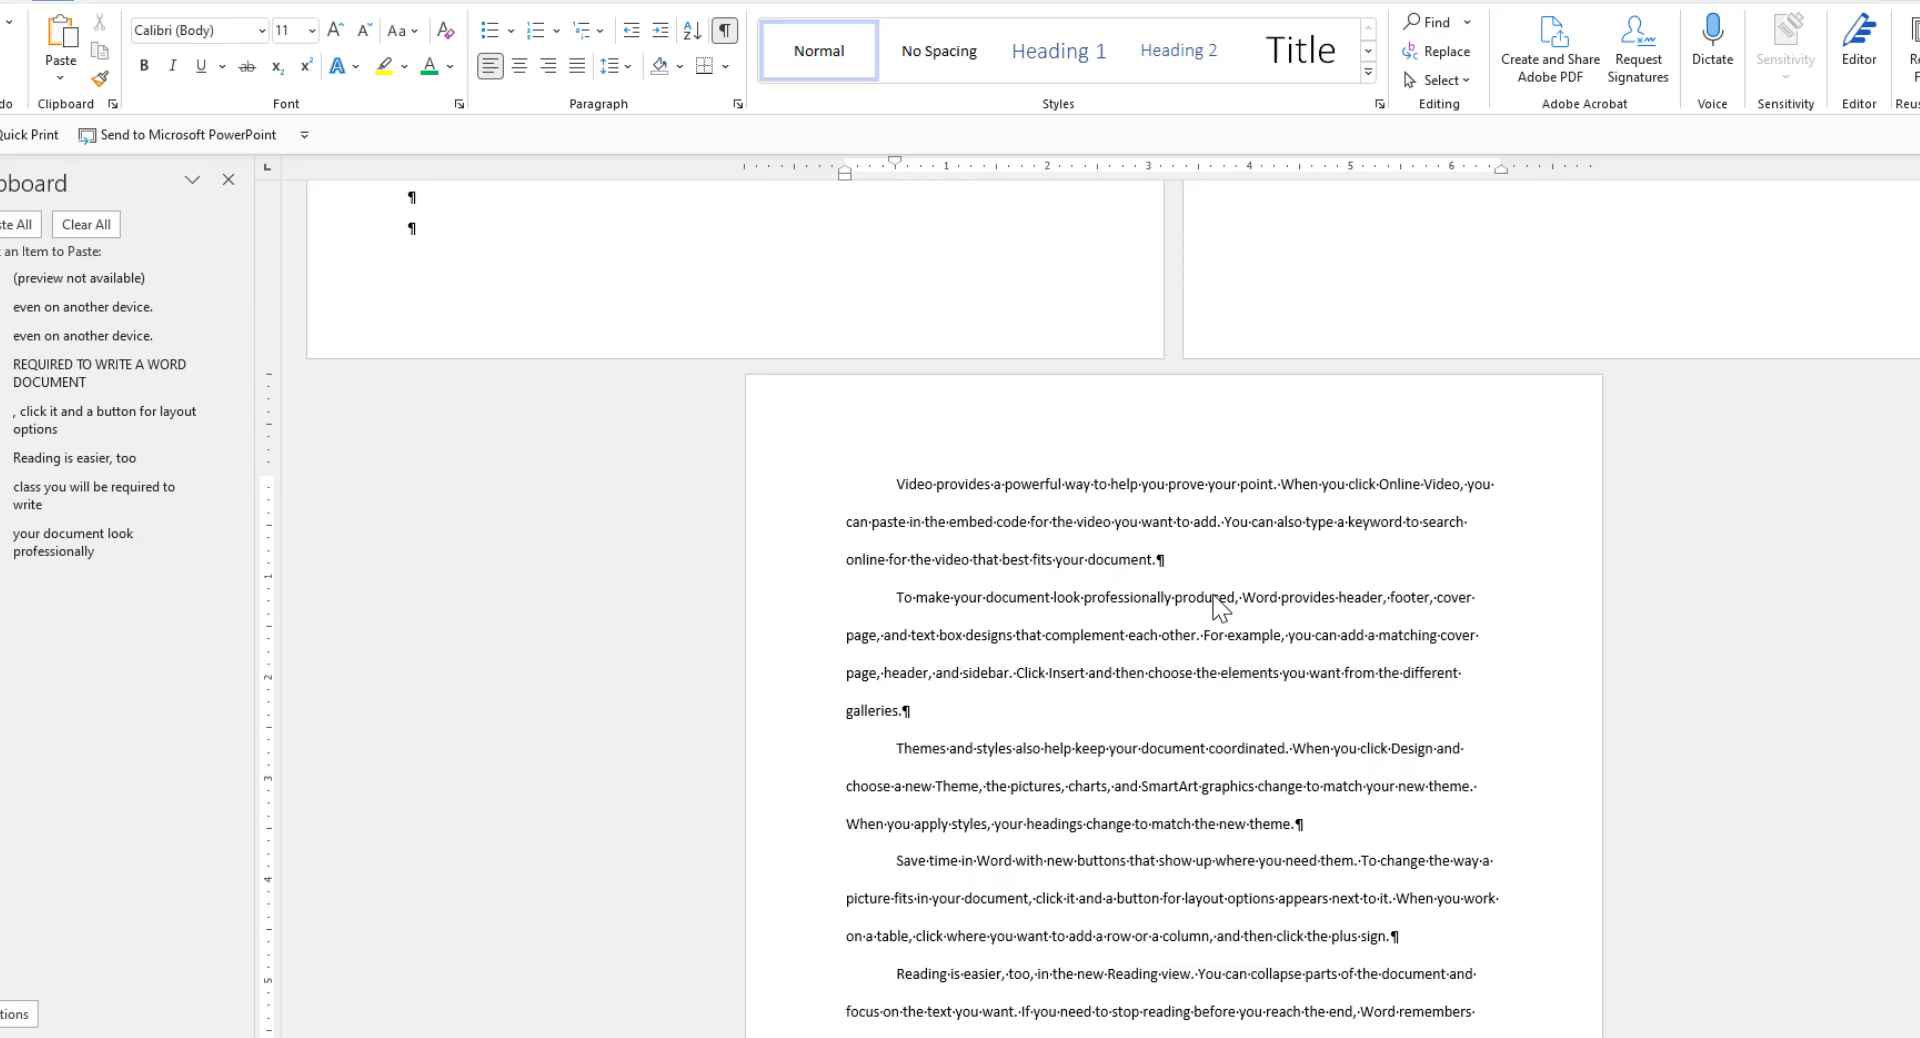 Calibri (Body) 11 Aa
Normal No Spacing Heading 1 Heading 2 Title
Find
Replace
Select
Paste
Create and Share
Adobe PDF
Request
Signatures
Dictate
Sensitivity
Editor
B I U ab x₂ x² A A
Clipboard Font Paragraph Styles Editing Adobe Acrobat Voice Sensitivity Editor
Quick Print Send to Microsoft PowerPoint
1 2 3 4 5 6
Clear All
an Item to Paste:
(preview not available)
even on another device.
even on another device.
REQUIRED TO WRITE A WORD
DOCUMENT
, click it and a button for layout
options
Reading is easier, too
class you will be required to
write
your document look
professionally
¶
¶
1
2
3
4
5
Video·provides·a·powerful·way·to·help·you·prove·your·point.·When·you·click·Online·Video,·you·
can·paste·in·the·embed·code·for·the·video·you·want·to·add.·You·can·also·type·a·keyword·to·search·
online·for·the·video·that·best·fits·your·document.¶
To·make·your·document·look·professionally·produced,·Word·provides·header,·footer,·cover·
page,·and·text·box·designs·that·complement·each·other.·For·example,·you·can·add·a·matching·cover·
page,·header,·and·sidebar.·Click·Insert·and·then·choose·the·elements·you·want·from·the·different·
galleries.¶
Themes·and·styles·also·help·keep·your·document·coordinated.·When·you·click·Design·and·
choose·a·new·Theme,·the·pictures,·charts,·and·SmartArt·graphics·change·to·match·your·new·theme.·
When·you·apply·styles,·your·headings·change·to·match·the·new·theme.¶
Save·time·in·Word·with·new·buttons·that·show·up·where·you·need·them.·To·change·the·way·a·
picture·fits·in·your·document,·click·it·and·a·button·for·layout·options·appears·next·to·it.·When·you·work·
on·a·table,·click·where·you·want·to·add·a·row·or·a·column,·and·then·click·the·plus·sign.¶
Reading·is·easier,·too,·in·the·new·Reading·view.·You·can·collapse·parts·of·the·document·and·
focus·on·the·text·you·want.·If·you·need·to·stop·reading·before·you·reach·the·end,·Word·remembers·